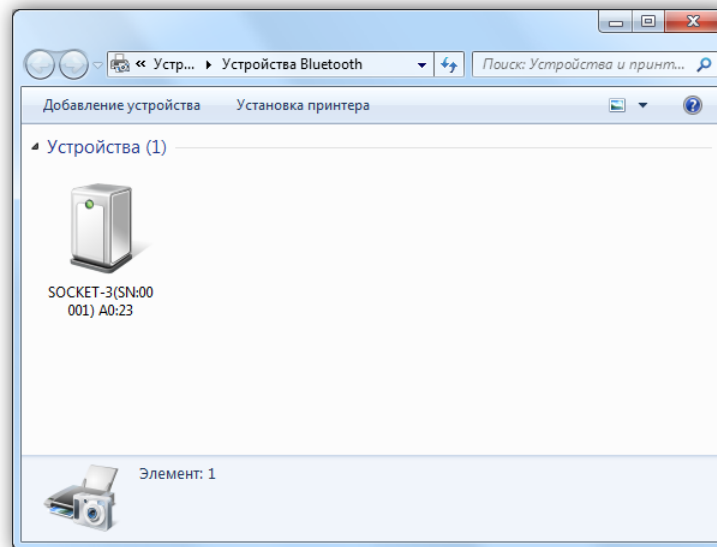 « Устр... Устройства Bluetooth Поиск: Устройства и принт...
Добавление устройства Установка принтера
Устройства (1)
SOCKET-3(SN:00
001) A0:23
Элемент: 1